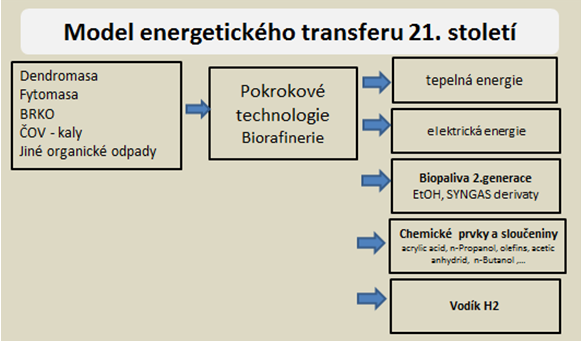 Model energetického transferu 21. století
Dendromasa
Fytomasa
BRKO
ČOV - kaly
Jiné organické odpady
Pokrokové
technologie
Biorafinerie
tepelná energie
elektrická energie
Biopaliva 2.generace
EtOH, SYNGAS derivaty
Chemické prvky a sloučeniny
acrylic acid, n-Propanol, olefins, acetic
anhydrid, n-Butanol ,...
Vodík H2